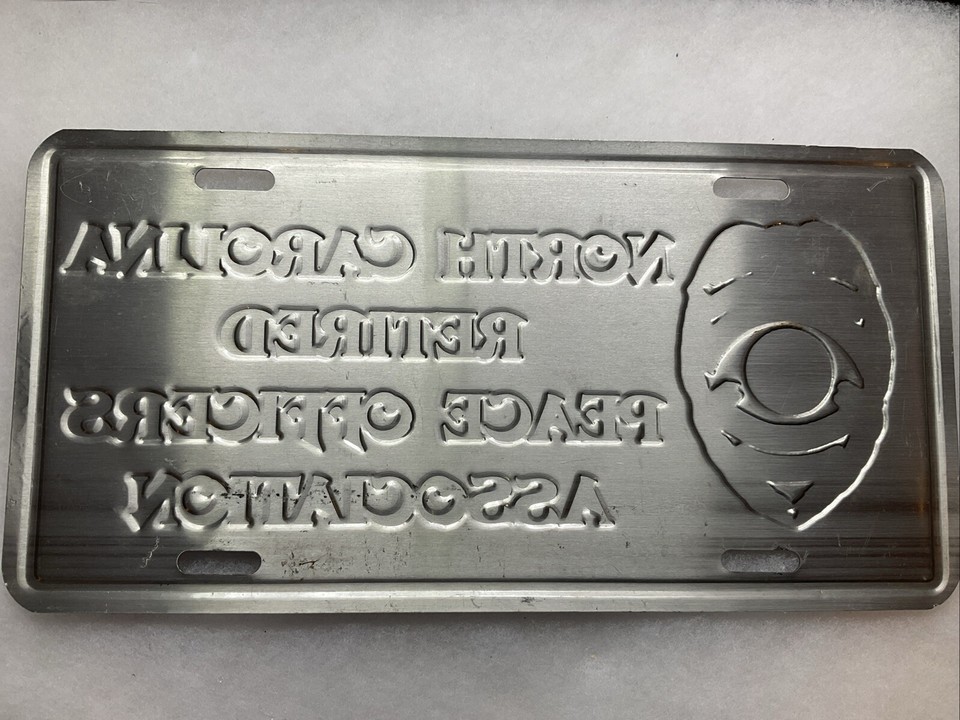 NORTH CAROLINA
RETIRED
PEACE OFFICERS
ASSOCIATION